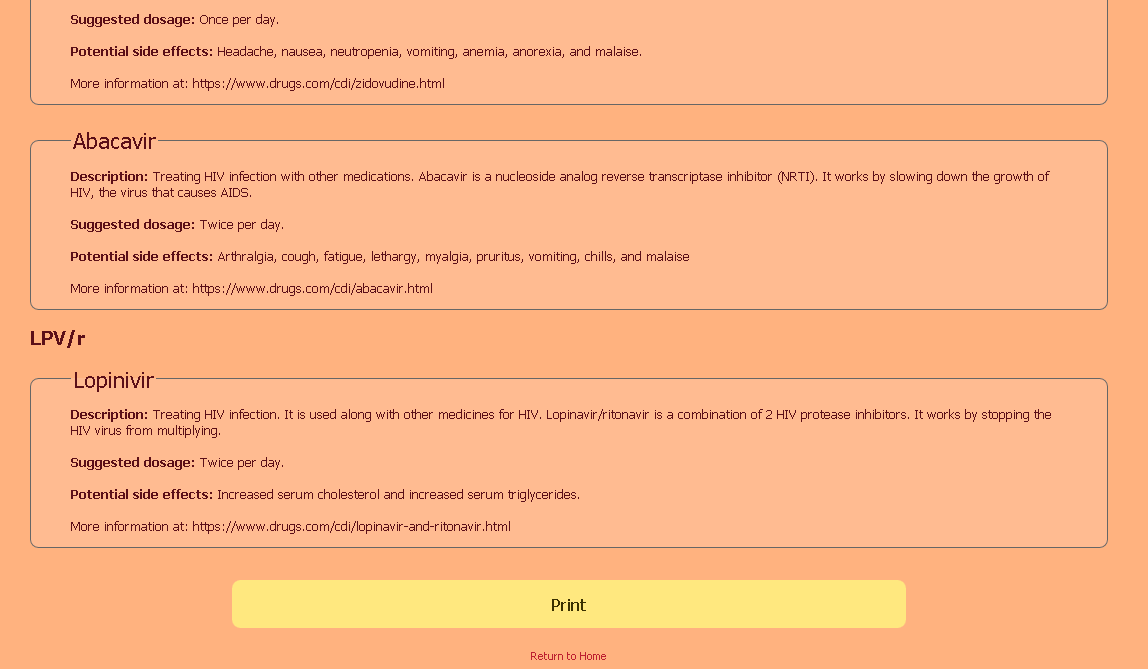 Suggested dosage: Once per day.
Potential side effects: Headache, nausea, neutropenia, vomiting, anemia, anorexia, and malaise.
More information at: https://www.drugs.com/cdi/zidovudine.html
Abacavir
Description: Treating HIV infection with other medications. Abacavir is a nucleoside analog reverse transcriptase inhibitor (NRTI). It works by slowing down the growth of
HIV, the virus that causes AIDS.
Suggested dosage: Twice per day.
Potential side effects: Arthralgia, cough, fatigue, lethargy, myalgia, pruritus, vomiting, chills, and malaise
More information at: https://www.drugs.com/cdi/abacavir.html
LPV/r
Lopinivir
Description: Treating HIV infection. It is used along with other medicines for HIV. Lopinavir/ritonavir is a combination of 2 HIV protease inhibitors. It works by stopping the
HIV virus from multiplying.
Suggested dosage: Twice per day.
Potential side effects: Increased serum cholesterol and increased serum triglycerides.
More information at: https://www.drugs.com/cdi/lopinavir-and-ritonavir.html
Print
Return to Home